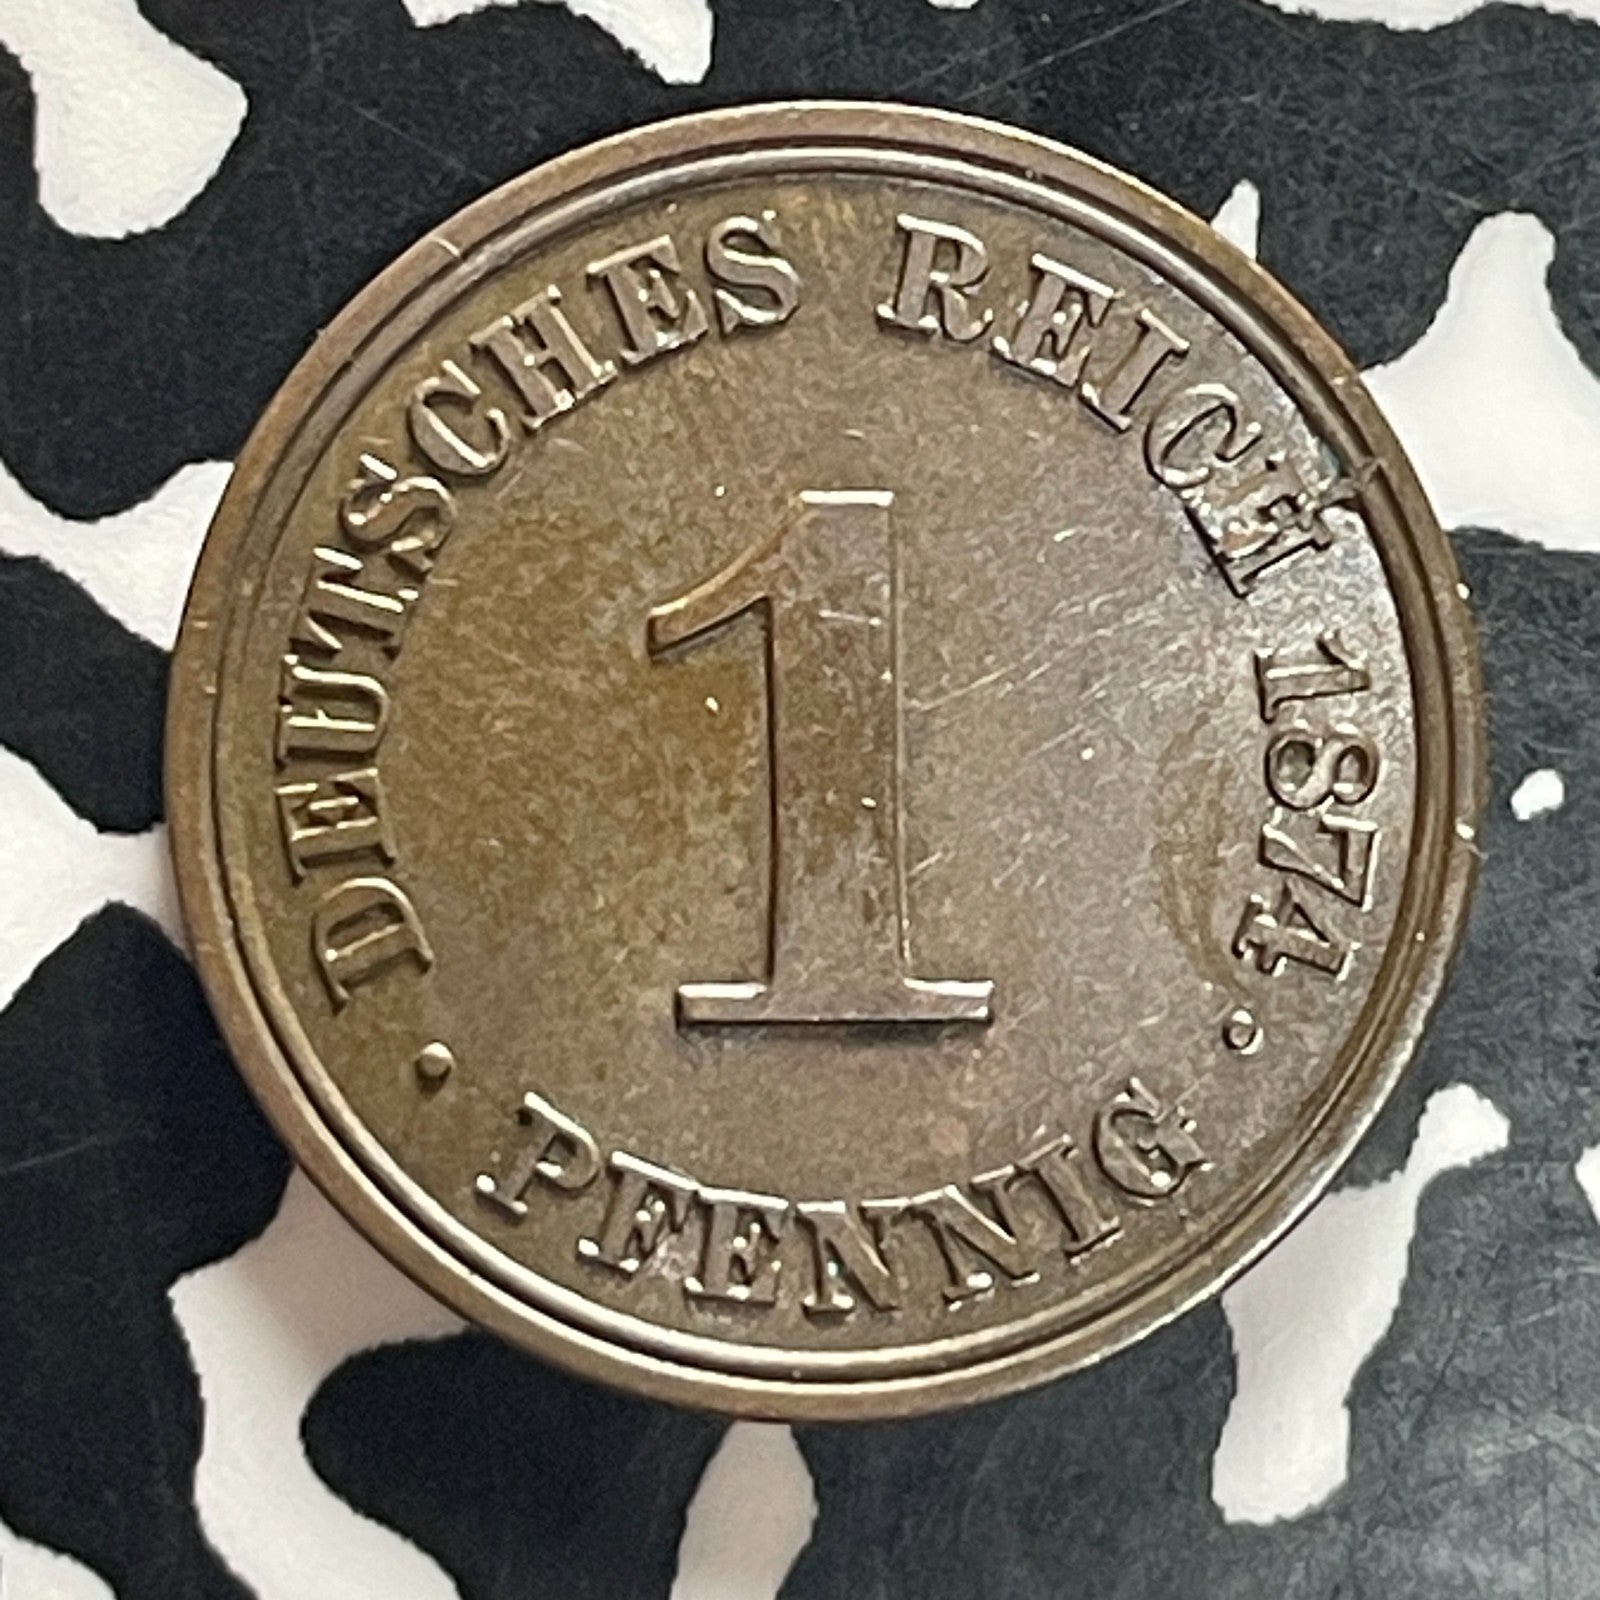 DEUTSCHES REICH 1874
1
· PFENNIG ·